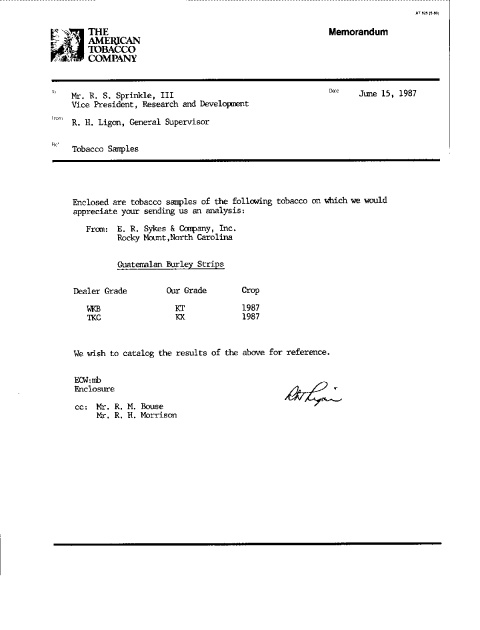 THE
AMERICAN
TOBACCO
COMPANY
Memorandum
To
Mr. R. S. Sprinkle, III
Vice President, Research and Development
Date
June 15, 1987
From
R. H. Ligon, General Supervisor
Re:
Tobacco Samples
Enclosed are tobacco samples of the following tobacco on which we would
appreciate your sending us an analysis:
From: E. R. Sykes & Company, Inc.
Rocky Mount,North Carolina
Guatemalan Burley Strips
Dealer Grade Our Grade Crop
WKB KT 1987
TKC KX 1987
We wish to catalog the results of the above for reference.
ECW:mb
Enclosure
RH Ligon
cc: Mr. R. M. Bouse
Mr. R. H. Morrison